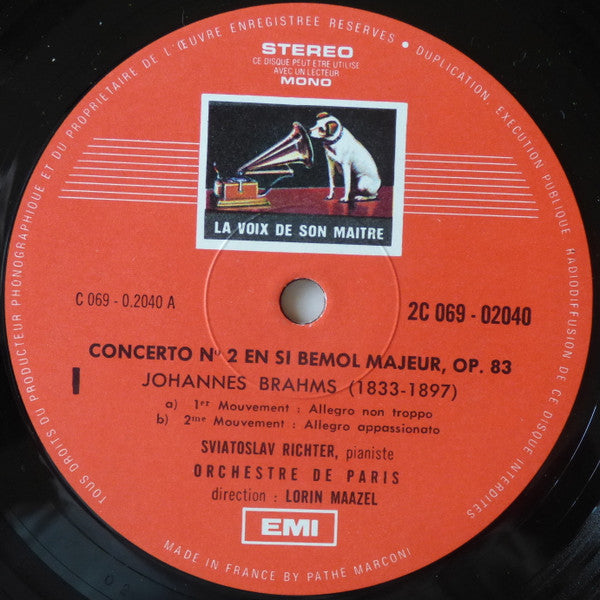 TOUS DROITS DU PRODUCTEUR PHONOGRAPHIQUE ET DU PROPRIETAIRE DE L'ŒUVRE ENREGISTREE RESERVES • DUPLICATION, EXECUTION PUBLIQUE, RADIODIFFUSION DE CE DISQUE INTERDITES
STEREO
CE DISQUE PEUT ETRE UTILISE
AVEC UN LECTEUR
MONO
LA VOIX DE SON MAITRE
C 069 - 0.2040 A
2C 069 - 02040
CONCERTO N° 2 EN SI BEMOL MAJEUR, OP. 83
I
JOHANNES BRAHMS (1833-1897)
a) 1er Mouvement : Allegro non troppo
b) 2me Mouvement : Allegro appassionato
SVIATOSLAV RICHTER, pianiste
ORCHESTRE DE PARIS
direction : LORIN MAAZEL
EMI
MADE IN FRANCE BY PATHE MARCONI